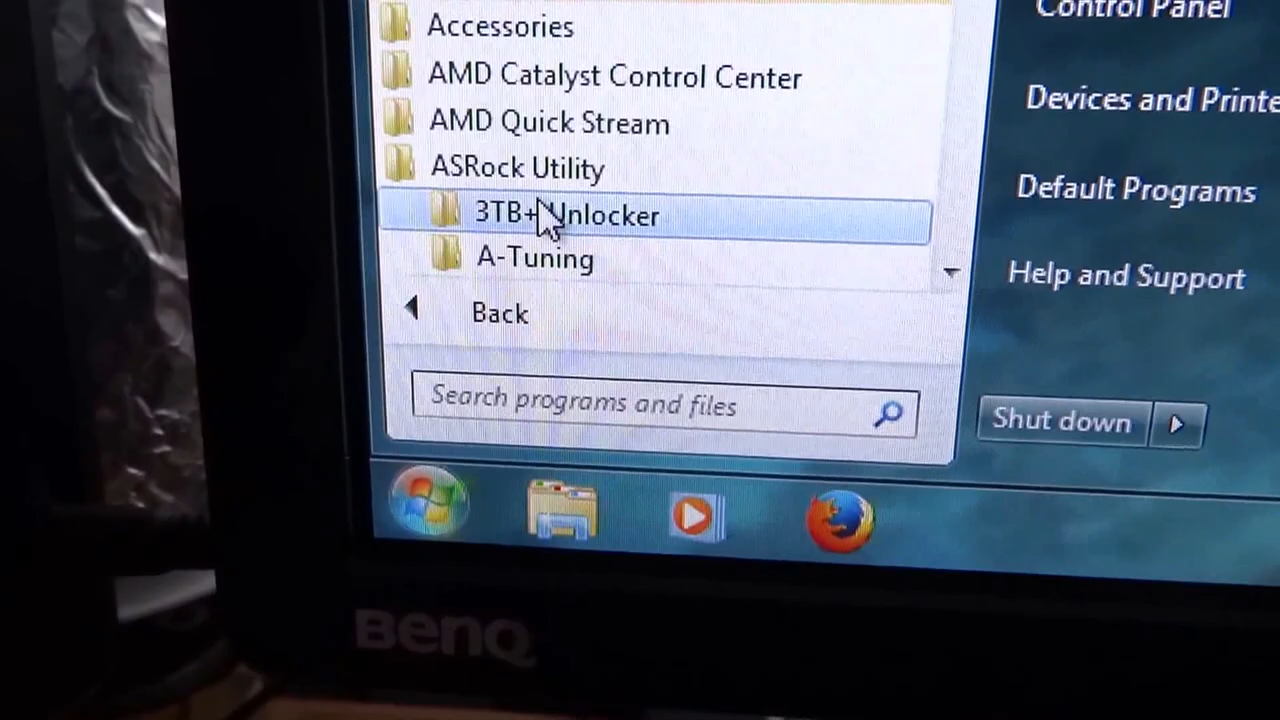 Control Panel
Accessories
AMD Catalyst Control Center
Devices and Printe
AMD Quick Stream
ASRock Utility
Default Programs
3TB+ Unlocker
A-Tuning
Help and Support
Back
Search programs and files
Shut down
BenQ